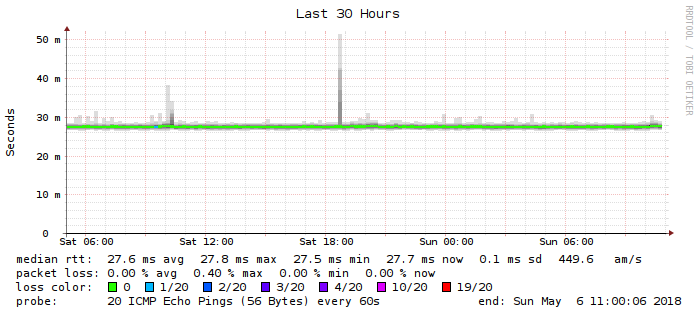 Last 30 Hours
RRDTOOL / TOBI OETIKER
Seconds
50 m
40 m
30 m
20 m
10 m
0
Sat 06:00 Sat 12:00 Sat 18:00 Sun 00:00 Sun 06:00
median rtt: 27.6 ms avg 27.8 ms max 27.5 ms min 27.7 ms now 0.1 ms sd 449.6 am/s
packet loss: 0.00 % avg 0.40 % max 0.00 % min 0.00 % now
loss color: 0 1/20 2/20 3/20 4/20 10/20 19/20
probe: 20 ICMP Echo Pings (56 Bytes) every 60s end: Sun May 6 11:00:06 2018